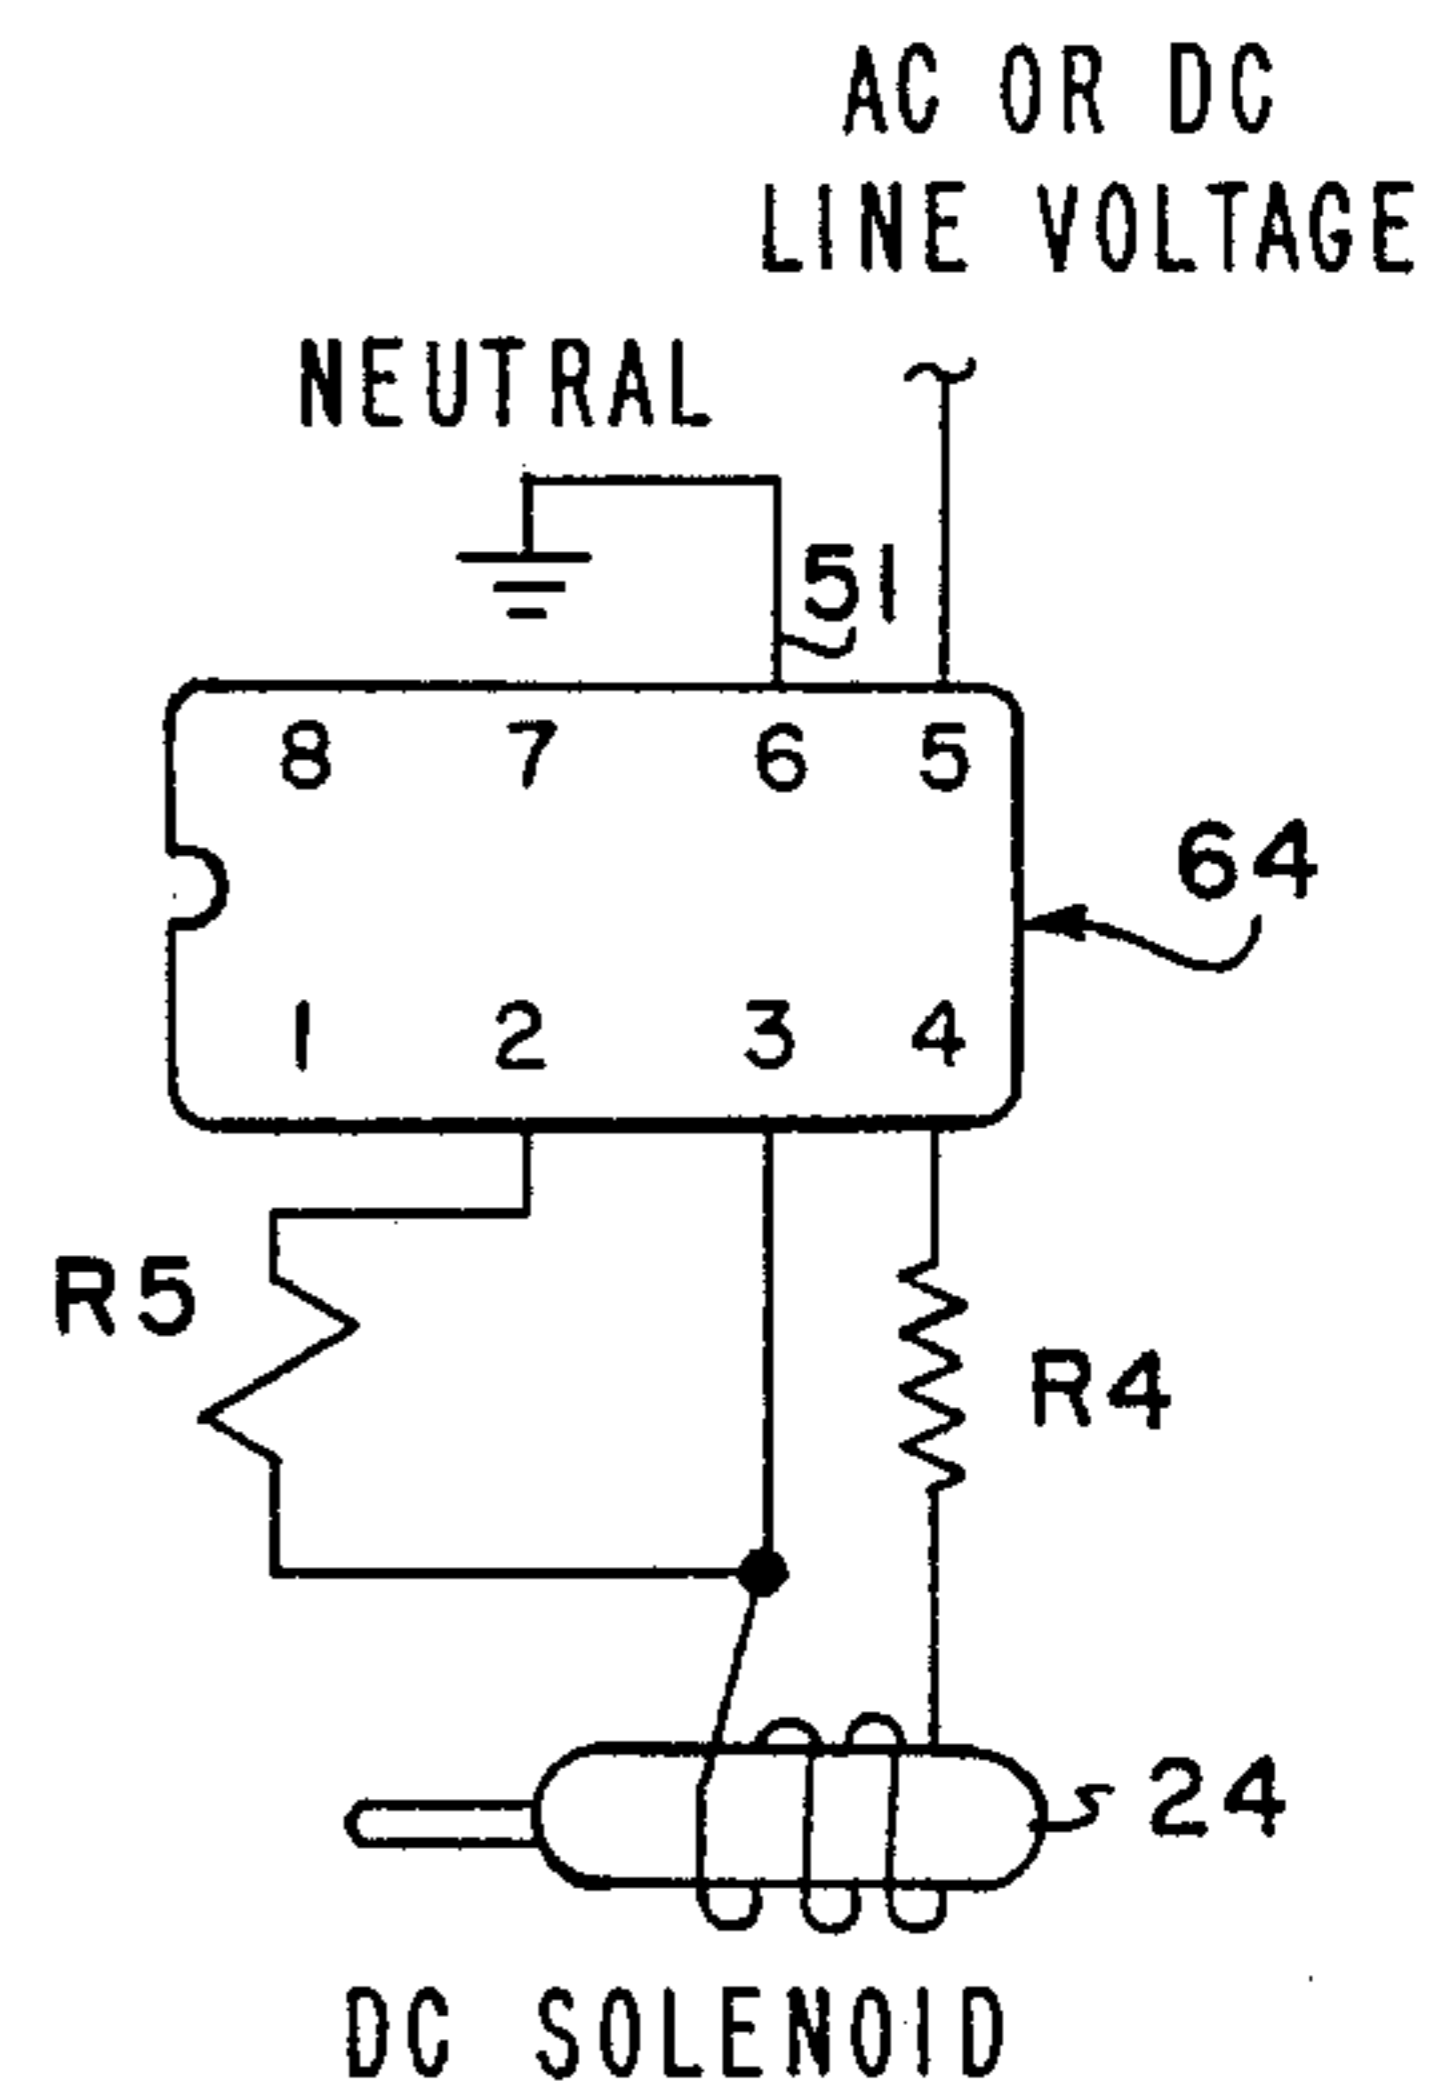 AC OR DC
LINE VOLTAGE
NEUTRAL
51
8 7 6 5
64
1 2 3 4
R5
R4
24
DC SOLENOID